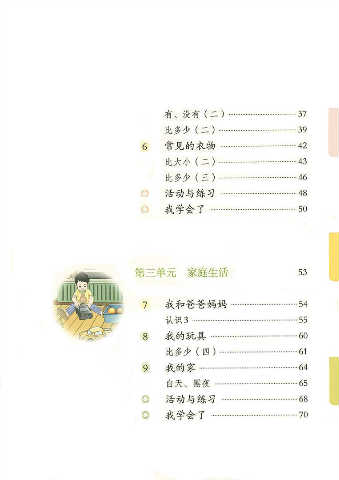 有、没有（二） 37
比多少（二） 39
6 常见的衣物 42
比大小（二） 43
比多少（三） 46
◎ 活动与练习 48
◎ 我学会了 50
第三单元 家庭生活 53
7 我和爸爸妈妈 54
认识3 55
8 我的玩具 60
比多少（四） 61
9 我的家 64
白天、黑夜 65
◎ 活动与练习 68
◎ 我学会了 70